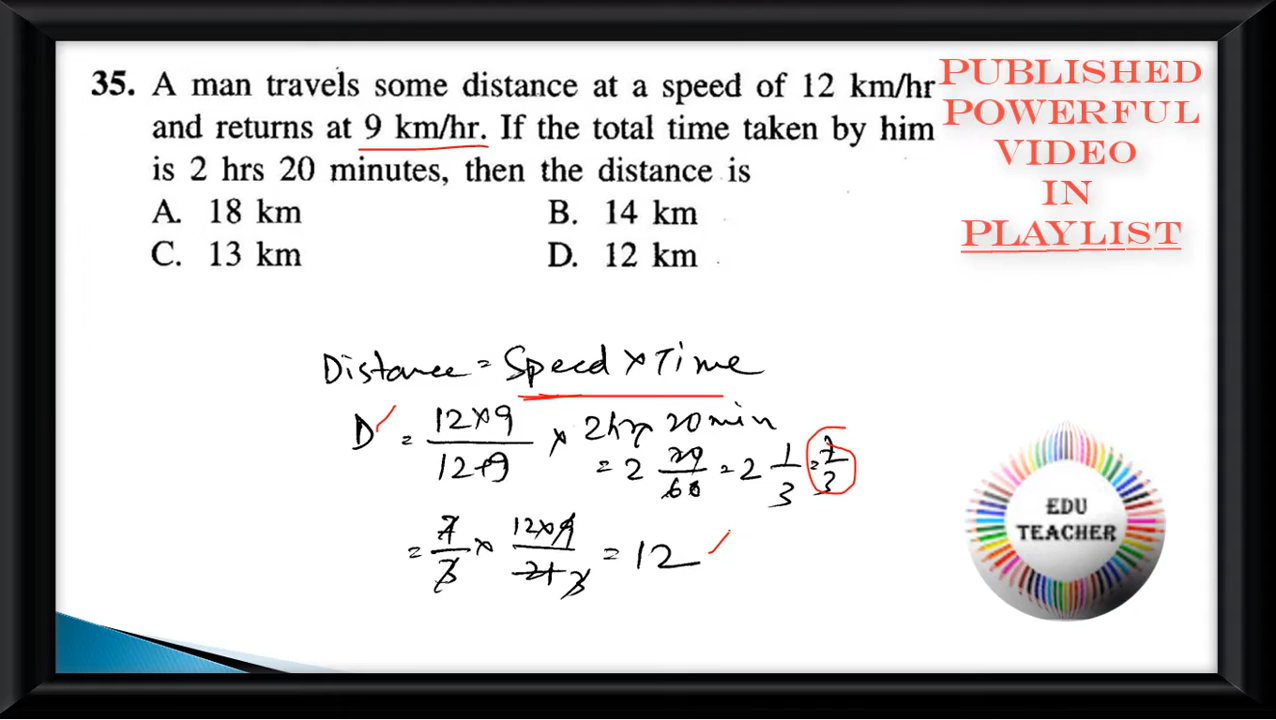 35. A man travels some distance at a speed of 12 km/hr
and returns at 9 km/hr. If the total time taken by him
is 2 hrs 20 minutes, then the distance is
A. 18 km B. 14 km
C. 13 km D. 12 km
PUBLISHED
POWERFUL
VIDEO
IN
PLAYLIST
Distance = Speed × Time
D = 12×9/12+9 × 2hr 20 min
= 2 20/60 = 2 1/3 = 7/3
= 7/3 × 12×9/21 3 = 12
EDU
TEACHER